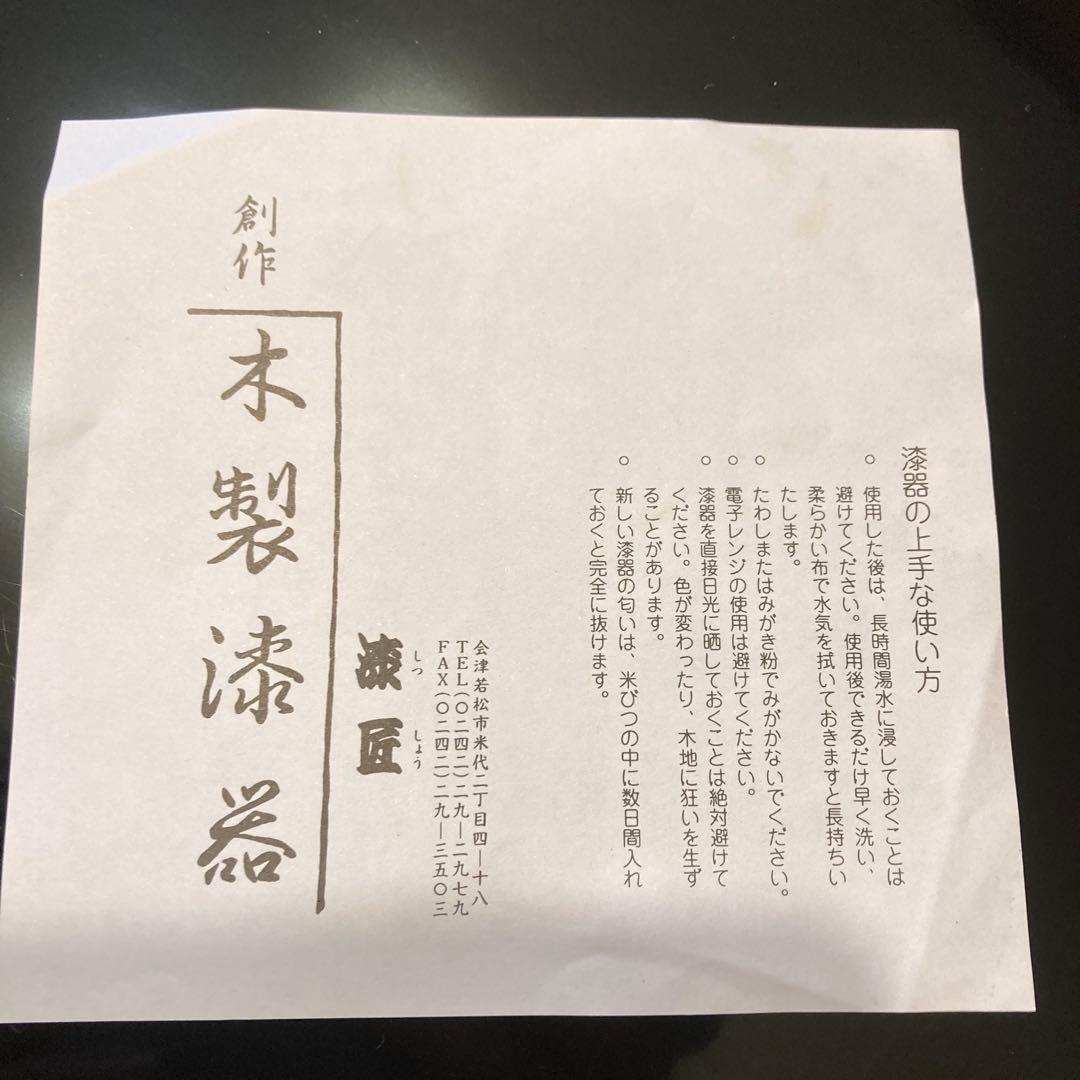 漆器の上手な使い方
○ 使用した後は、長時間湯水に浸しておくことは
避けてください。使用後できるだけ早く洗い、
柔らかい布で水気を拭いておきますと長持ちい
たします。
○ たわしまたはみがき粉でみがかないでください。
○ 電子レンジの使用は避けてください。
○ 漆器を直接日光に晒しておくことは絶対避けて
ください。色が変わったり、木地に狂いを生ず
ることがあります。
○ 新しい漆器の匂いは、米びつの中に数日間入れ
ておくと完全に抜けます。
会津若松市米代二丁目四―十八
TEL(〇二四二)二九―二九七九
FAX(〇二四二)二九―三五〇三
しつ しょう
漆匠
創作
木製漆器